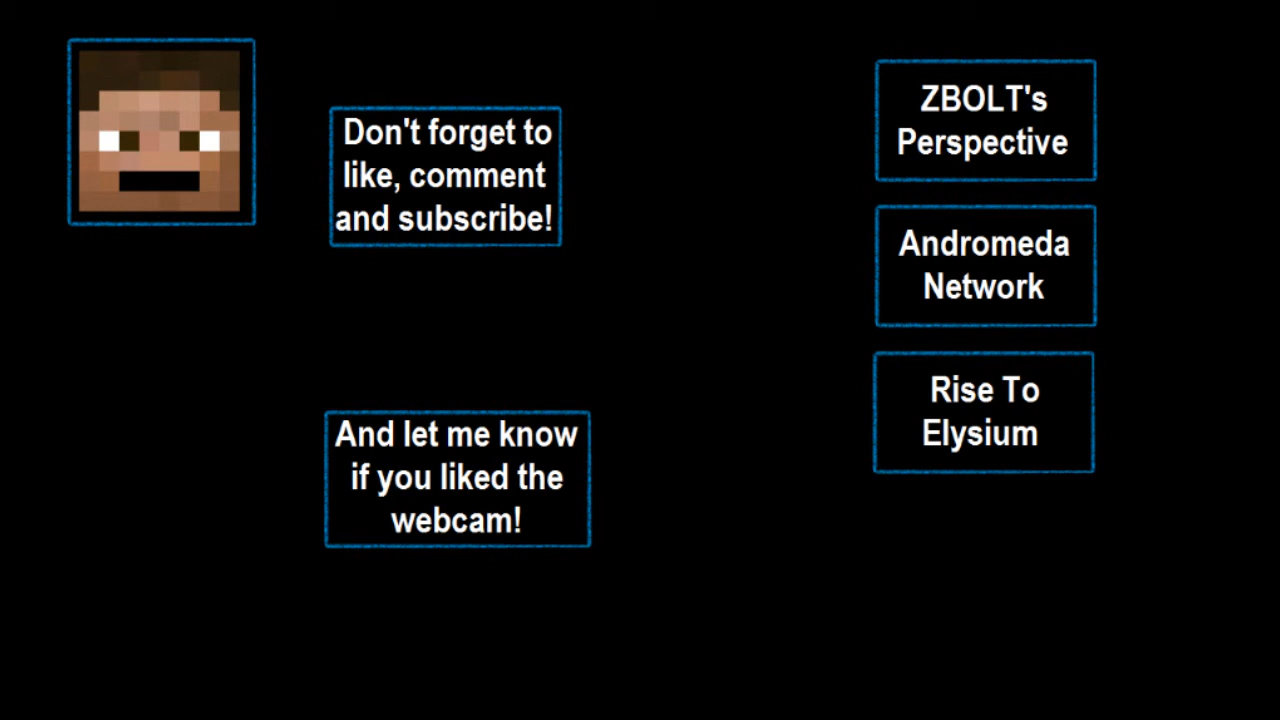 Don't forget to
like, comment
and subscribe!
And let me know
if you liked the
webcam!
ZBOLT's
Perspective
Andromeda
Network
Rise To
Elysium